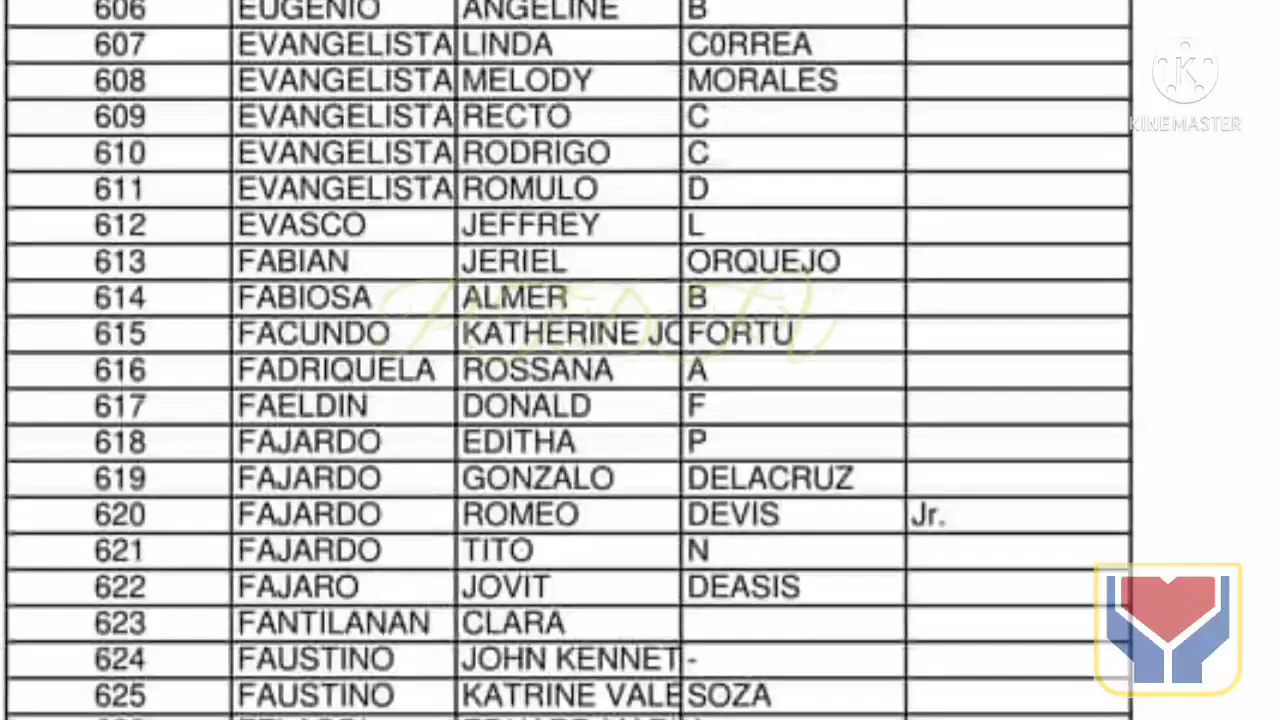 606 EUGENIO ANGELINE B
607 EVANGELISTA LINDA C0RREA
608 EVANGELISTA MELODY MORALES
609 EVANGELISTA RECTO C
610 EVANGELISTA RODRIGO C
611 EVANGELISTA ROMULO D
612 EVASCO JEFFREY L
613 FABIAN JERIEL ORQUEJO
614 FABIOSA ALMER B
615 FACUNDO KATHERINE JO FORTU
616 FADRIQUELA ROSSANA A
617 FAELDIN DONALD F
618 FAJARDO EDITHA P
619 FAJARDO GONZALO DELACRUZ
620 FAJARDO ROMEO DEVIS Jr.
621 FAJARDO TITO N
622 FAJARO JOVIT DEASIS
623 FANTILANAN CLARA
624 FAUSTINO JOHN KENNET -
625 FAUSTINO KATRINE VALE SOZA
K
KINEMASTER